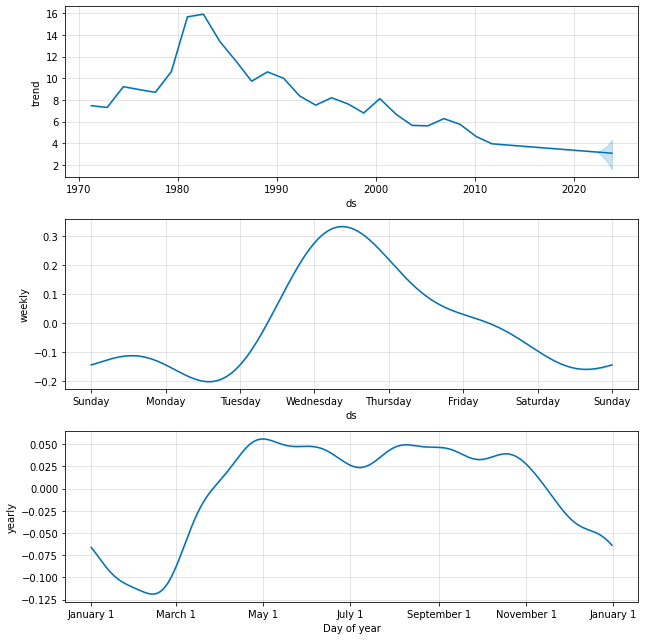 16
14
12
10
8
6
4
2
trend
1970 1980 1990 2000 2010 2020
ds
0.3
0.2
0.1
0.0
−0.1
−0.2
weekly
Sunday Monday Tuesday Wednesday Thursday Friday Saturday Sunday
ds
0.050
0.025
0.000
−0.025
−0.050
−0.075
−0.100
−0.125
yearly
January 1 March 1 May 1 July 1 September 1 November 1 January 1
Day of year